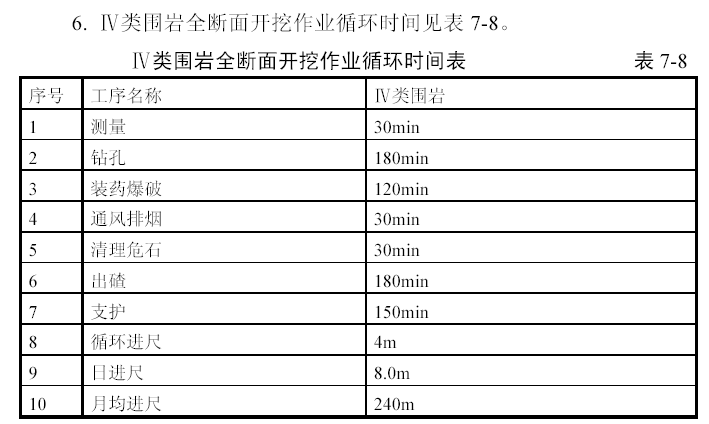 6. Ⅳ类围岩全断面开挖作业循环时间见表 7-8。
Ⅳ类围岩全断面开挖作业循环时间表 表 7-8
序号 工序名称 Ⅳ类围岩
1 测量 30min
2 钻孔 180min
3 装药爆破 120min
4 通风排烟 30min
5 清理危石 30min
6 出碴 180min
7 支护 150min
8 循环进尺 4m
9 日进尺 8.0m
10 月均进尺 240m